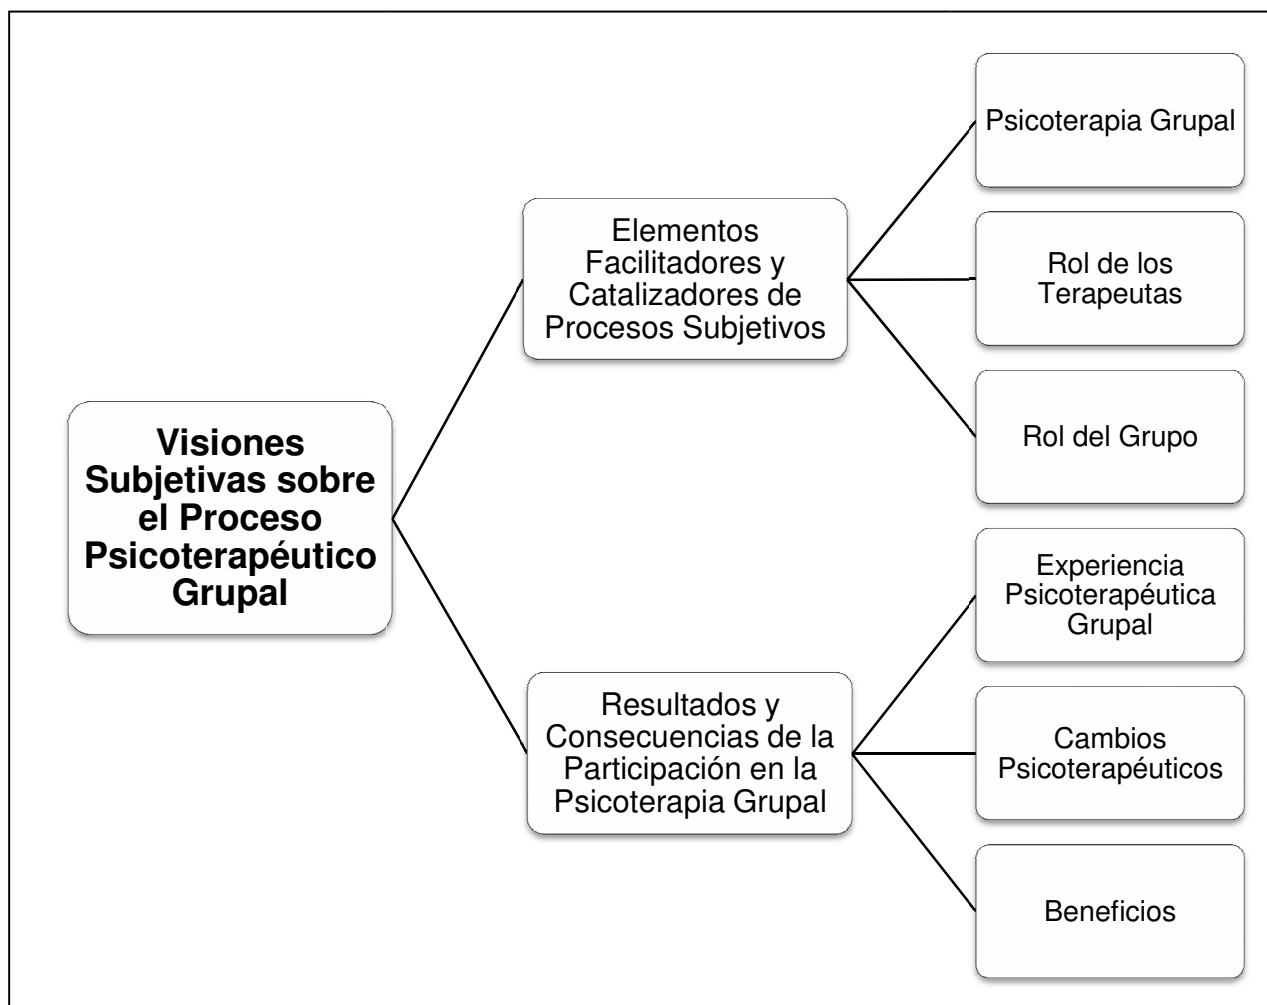 Visiones
Subjetivas sobre
el Proceso
Psicoterapéutico
Grupal
Elementos
Facilitadores y
Catalizadores de
Procesos Subjetivos
Psicoterapia Grupal
Rol de los
Terapeutas
Rol del Grupo
Resultados y
Consecuencias de la
Participación en la
Psicoterapia Grupal
Experiencia
Psicoterapéutica
Grupal
Cambios
Psicoterapéuticos
Beneficios